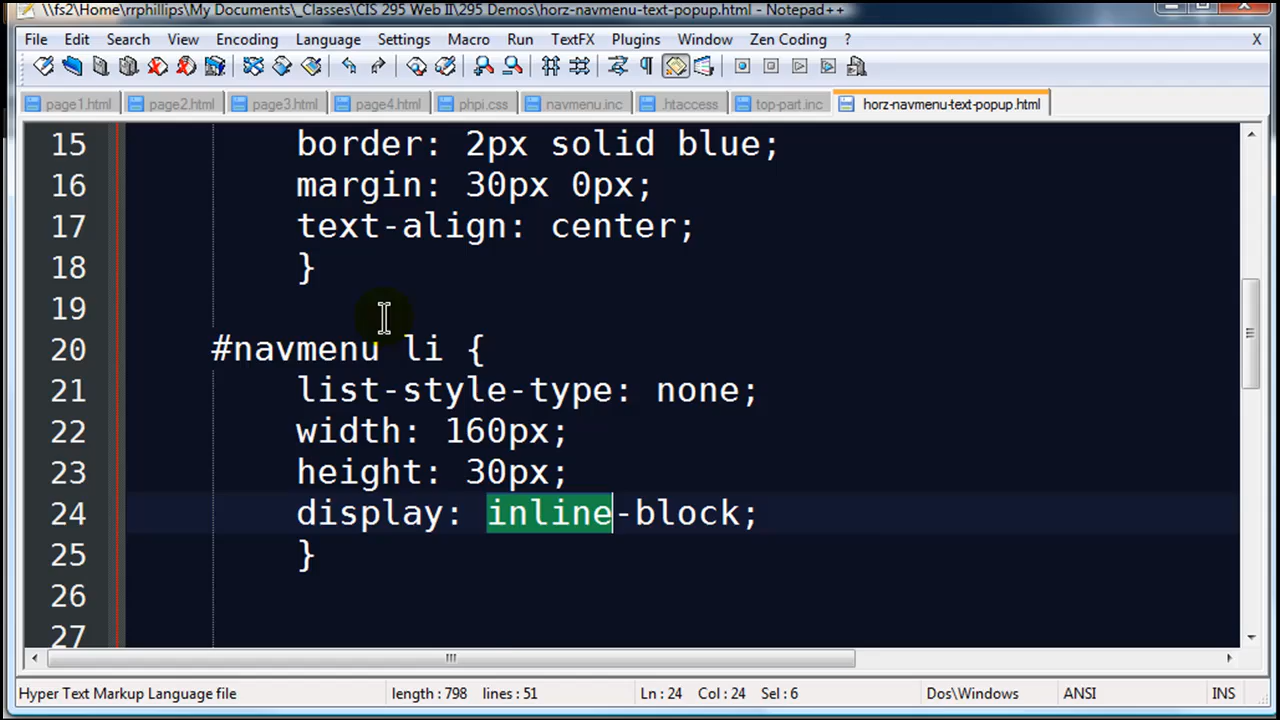 \\fs2\Home\rrphillips\My Documents\_Classes\CIS 295 Web II\295 Demos\horz-navmenu-text-popup.html - Notepad++
File Edit Search View Encoding Language Settings Macro Run TextFX Plugins Window Zen Coding ? X
page1.html page2.html page3.html page4.html phpi.css navmenu.inc .htaccess top-part.inc horz-navmenu-text-popup.html
15 border: 2px solid blue;
16 margin: 30px 0px;
17 text-align: center;
18 }
19
20 #navmenu li {
21 list-style-type: none;
22 width: 160px;
23 height: 30px;
24 display: inline-block;
25 }
26
27
Hyper Text Markup Language file length : 798 lines : 51 Ln : 24 Col : 24 Sel : 6 Dos\Windows ANSI INS